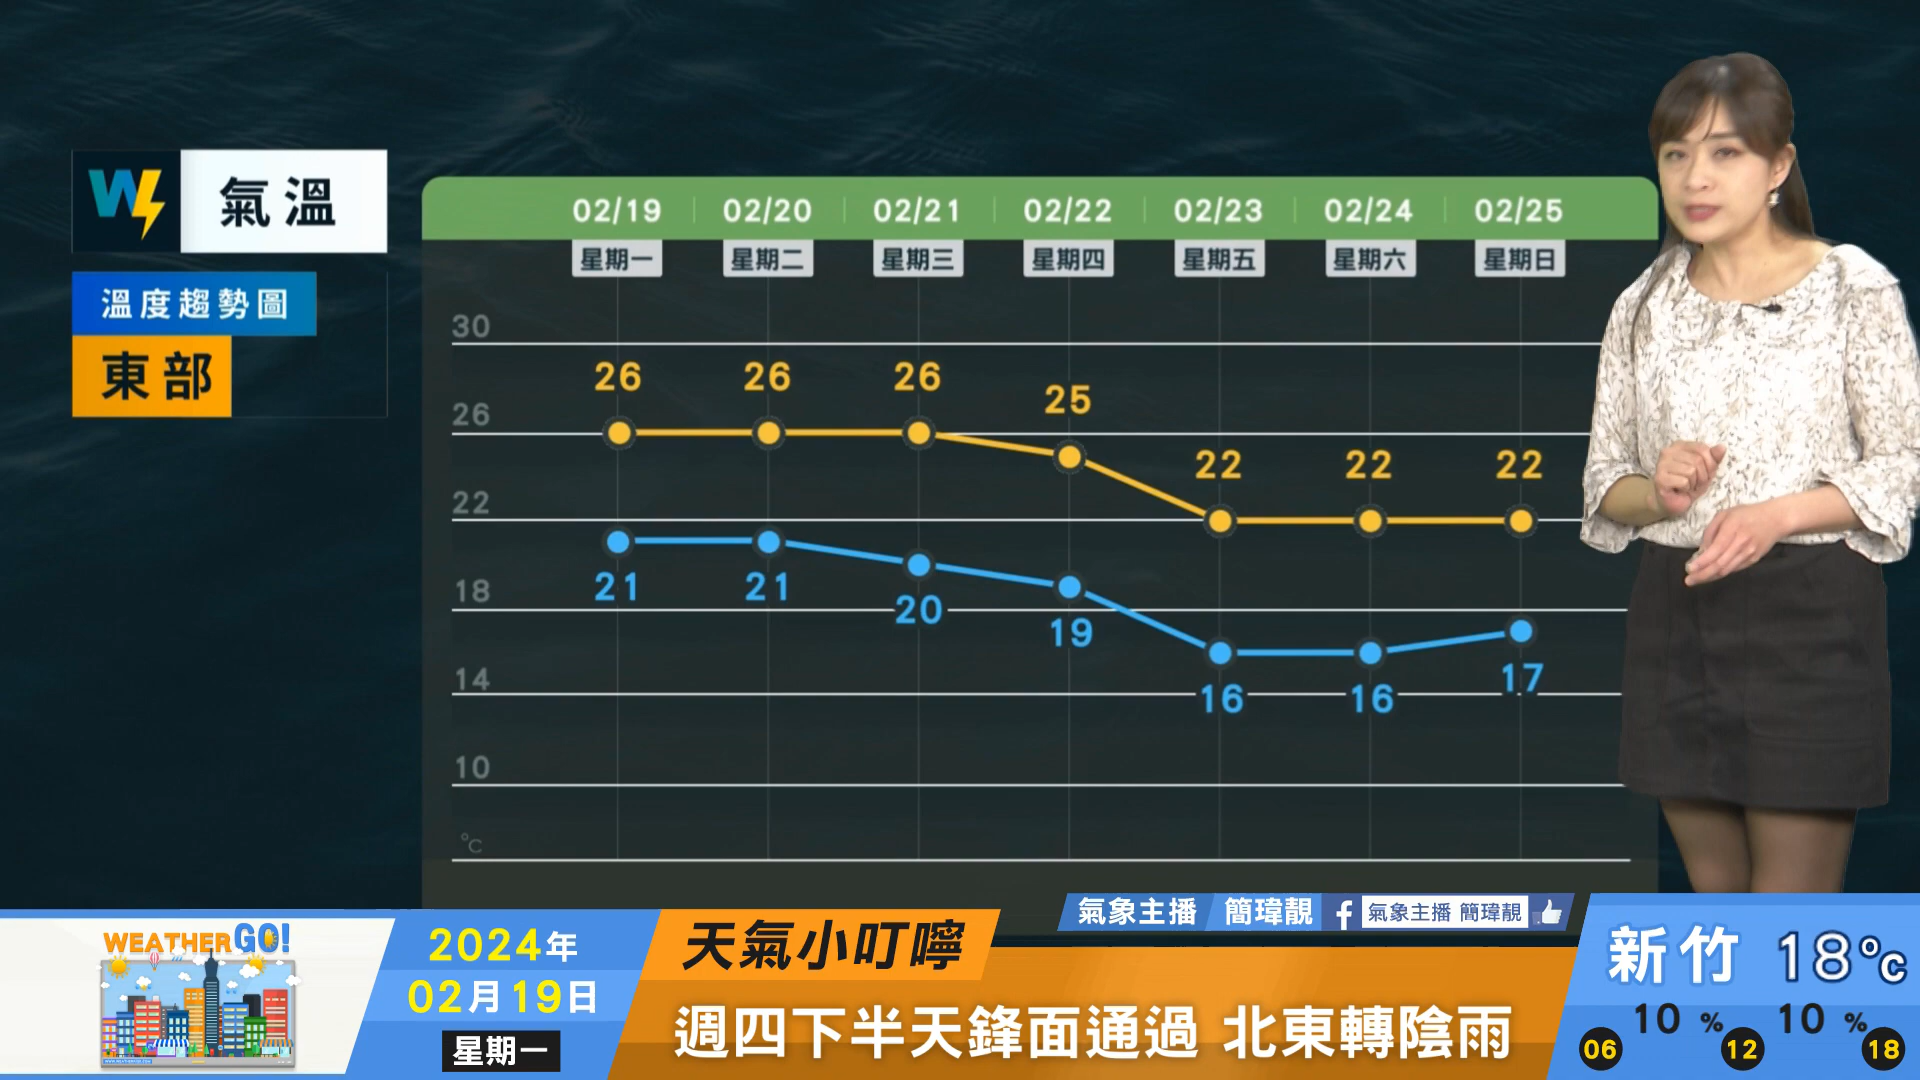 W 氣溫
溫度趨勢圖
東部
02/19 02/20 02/21 02/22 02/23 02/24 02/25
星期一 星期二 星期三 星期四 星期五 星期六 星期日
30
26 26 26 25 22 22 22
26
22
21 21 20 19 16 16 17
18
14
10
°C
氣象主播 簡瑋靚 f 氣象主播 簡瑋靚
WEATHER GO!
2024年
02月19日
星期一
天氣小叮嚀
週四下半天鋒面通過 北東轉陰雨
新竹 18°C
10 % 10 %
06 12 18